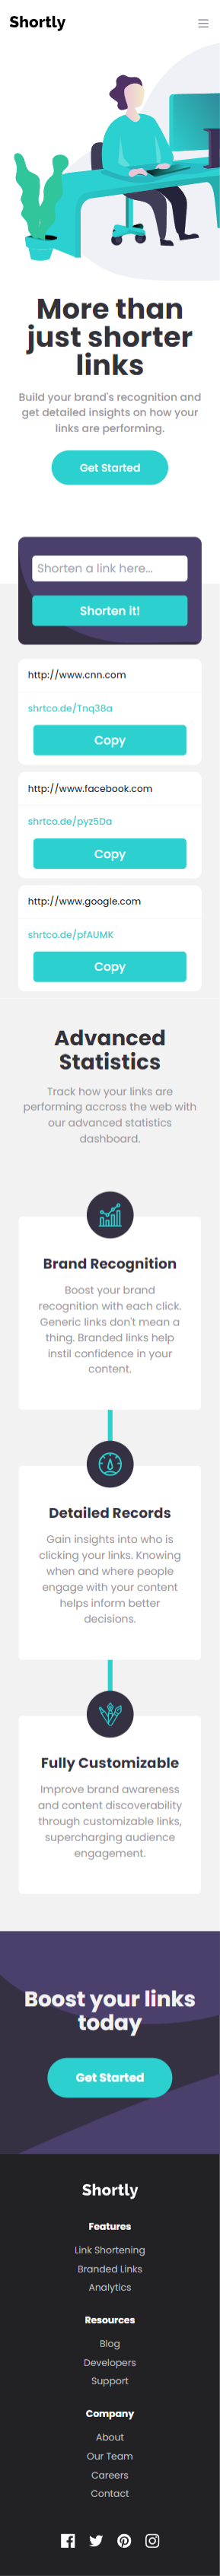 Shortly
More than
just shorter
links
Build your brand's recognition and
get detailed insights on how your
links are performing.
Get Started
Shorten a link here...
Shorten it!
http://www.cnn.com
shrtco.de/Tnq38a
Copy
http://www.facebook.com
shrtco.de/pyz5Da
Copy
http://www.google.com
shrtco.de/pfAUMK
Copy
Advanced
Statistics
Track how your links are
performing accross the web with
our advanced statistics
dashboard.
Brand Recognition
Boost your brand
recognition with each click.
Generic links don't mean a
thing. Branded links help
instil confidence in your
content.
Detailed Records
Gain insights into who is
clicking your links. Knowing
when and where people
engage with your content
helps inform better
decisions.
Fully Customizable
Improve brand awareness
and content discoverability
through customizable links,
supercharging audience
engagement.
Boost your links
today
Get Started
Shortly
Features
Link Shortening
Branded Links
Analytics
Resources
Blog
Developers
Support
Company
About
Our Team
Careers
Contact